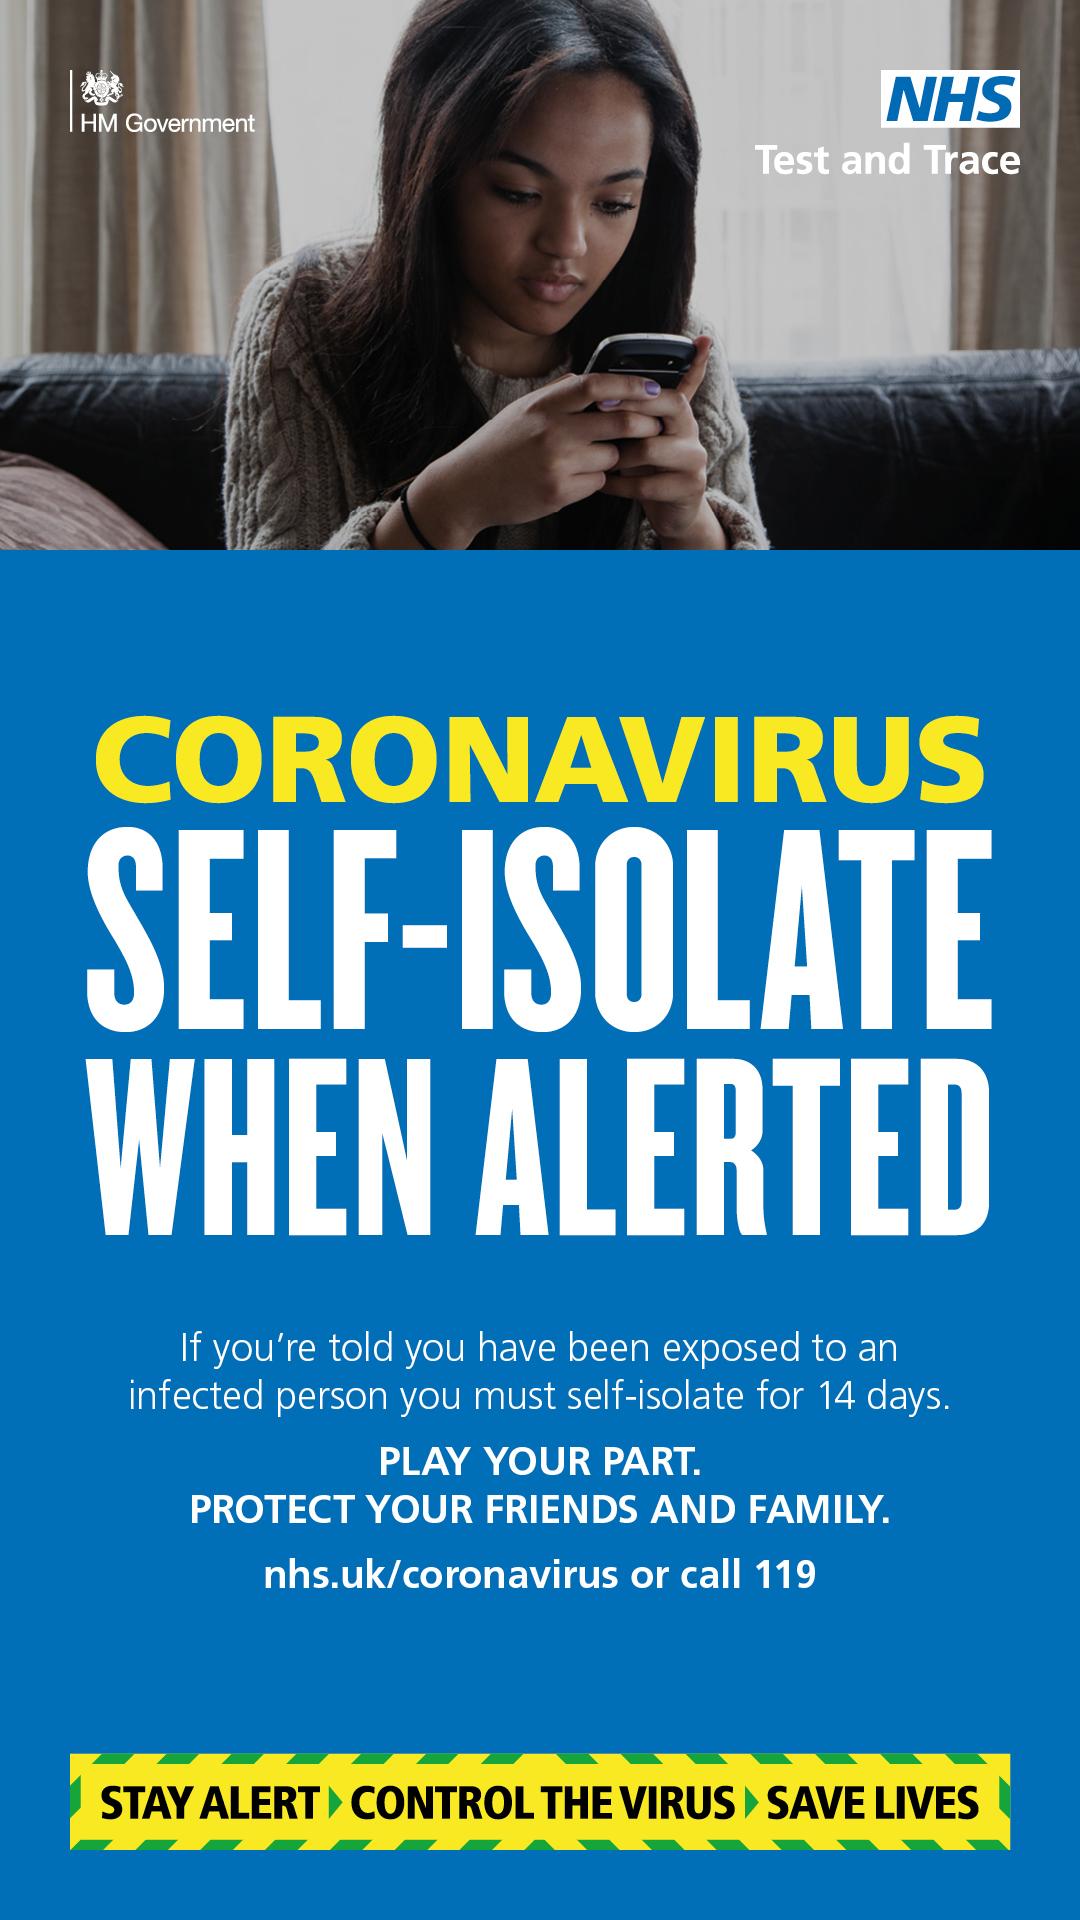 HM Government
NHS
Test and Trace
CORONAVIRUS
SELF-ISOLATE
WHEN ALERTED
If you’re told you have been exposed to an
infected person you must self-isolate for 14 days.
PLAY YOUR PART.
PROTECT YOUR FRIENDS AND FAMILY.
nhs.uk/coronavirus or call 119
STAY ALERT CONTROL THE VIRUS SAVE LIVES